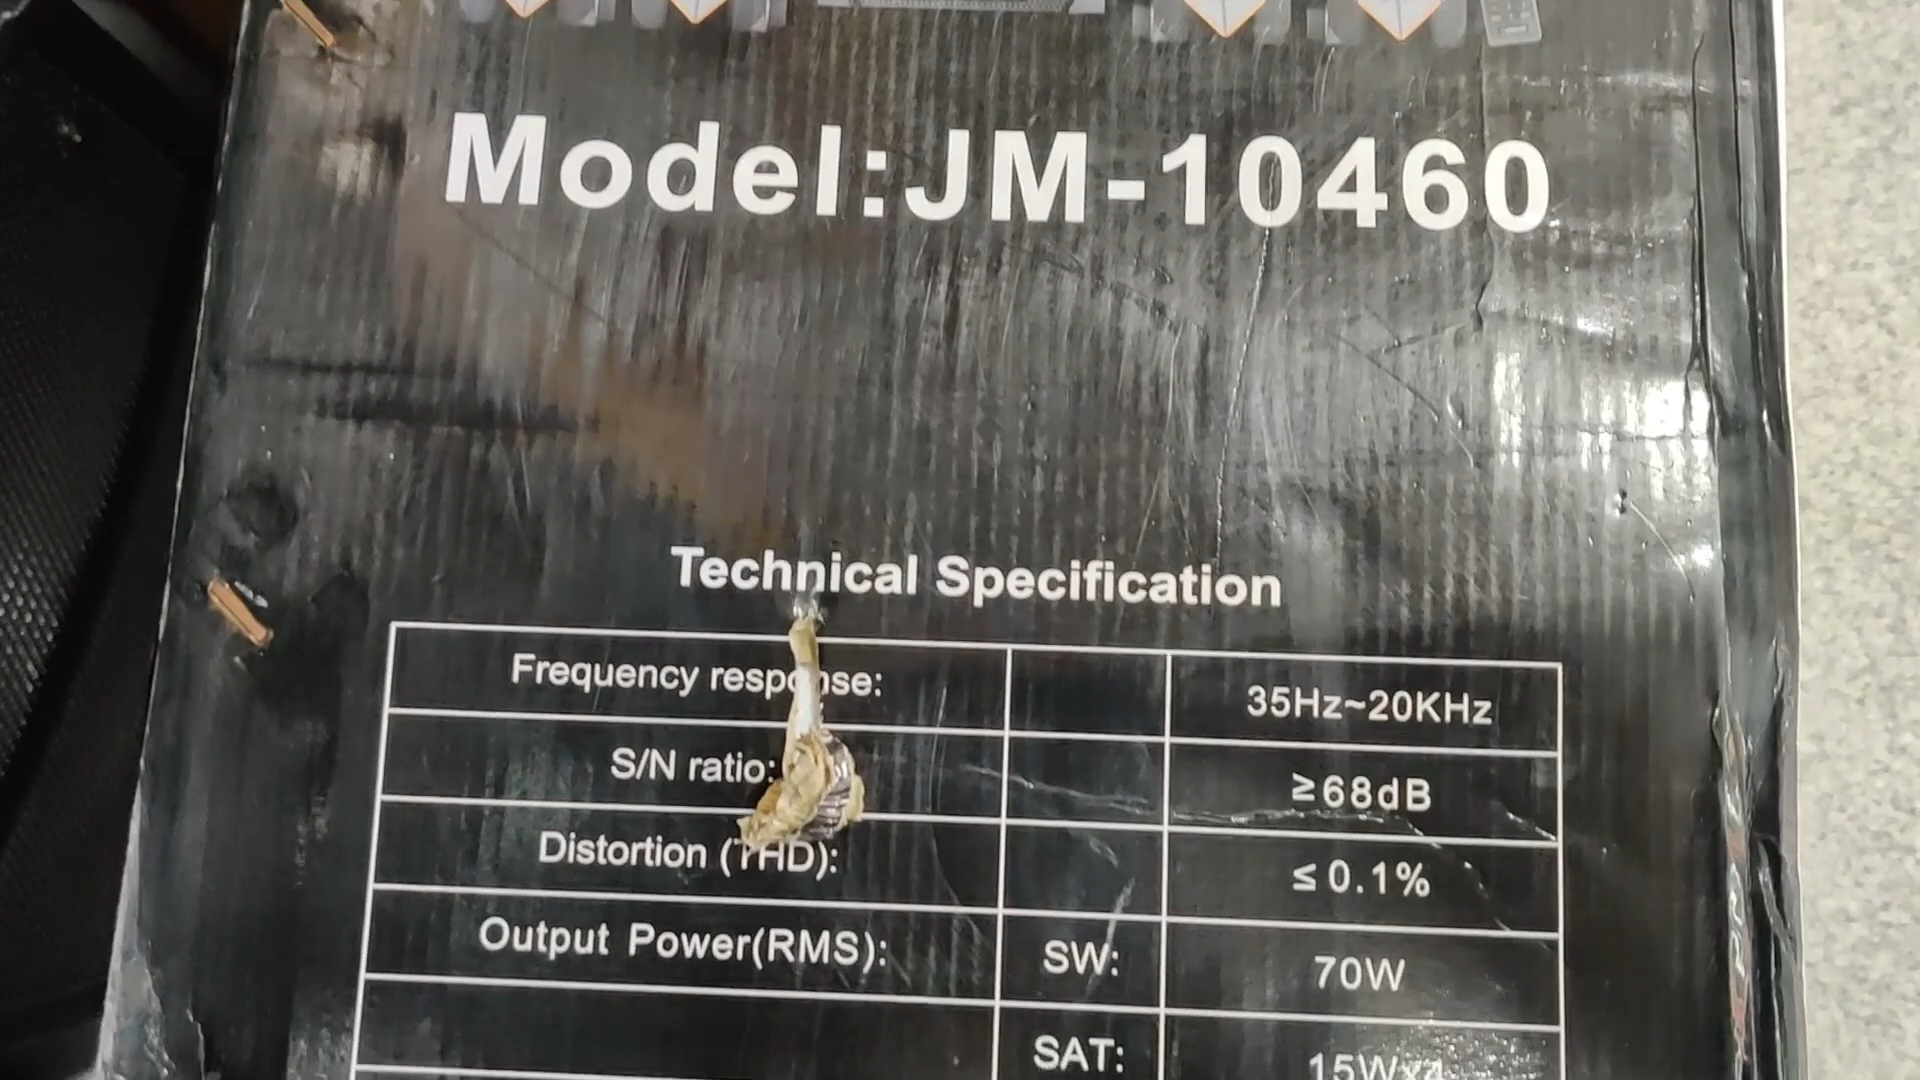 Model:JM-10460
Technical Specification
Frequency response: 35Hz~20KHz
S/N ratio: ≥68dB
Distortion (THD): ≤0.1%
Output Power(RMS): SW: 70W
SAT: 15Wx4